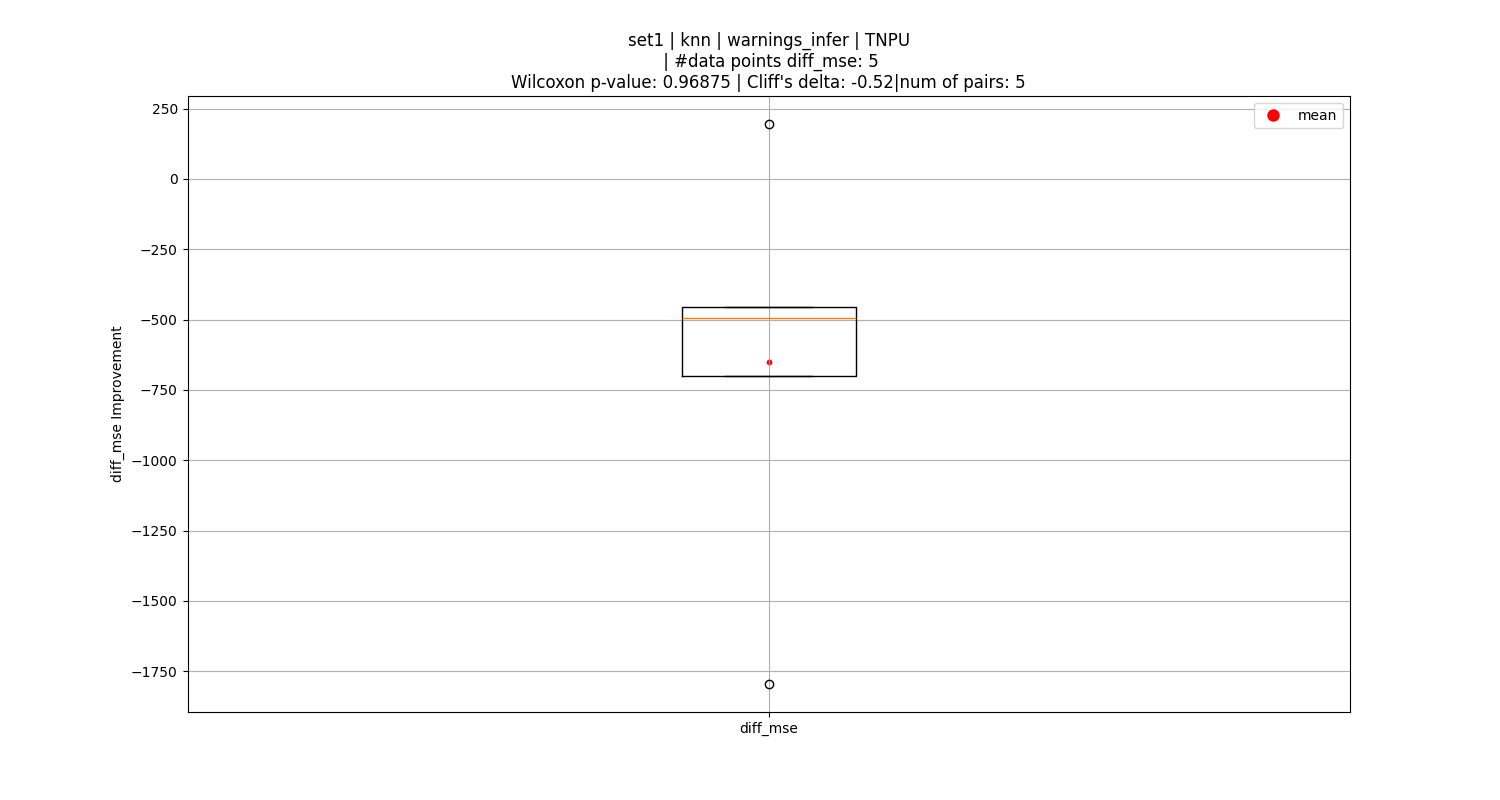 set1 | knn | warnings_infer | TNPU
| #data points diff_mse: 5
Wilcoxon p-value: 0.96875 | Cliff's delta: -0.52|num of pairs: 5
mean
250
0
−250
−500
−750
−1000
−1250
−1500
−1750
diff_mse Improvement
diff_mse